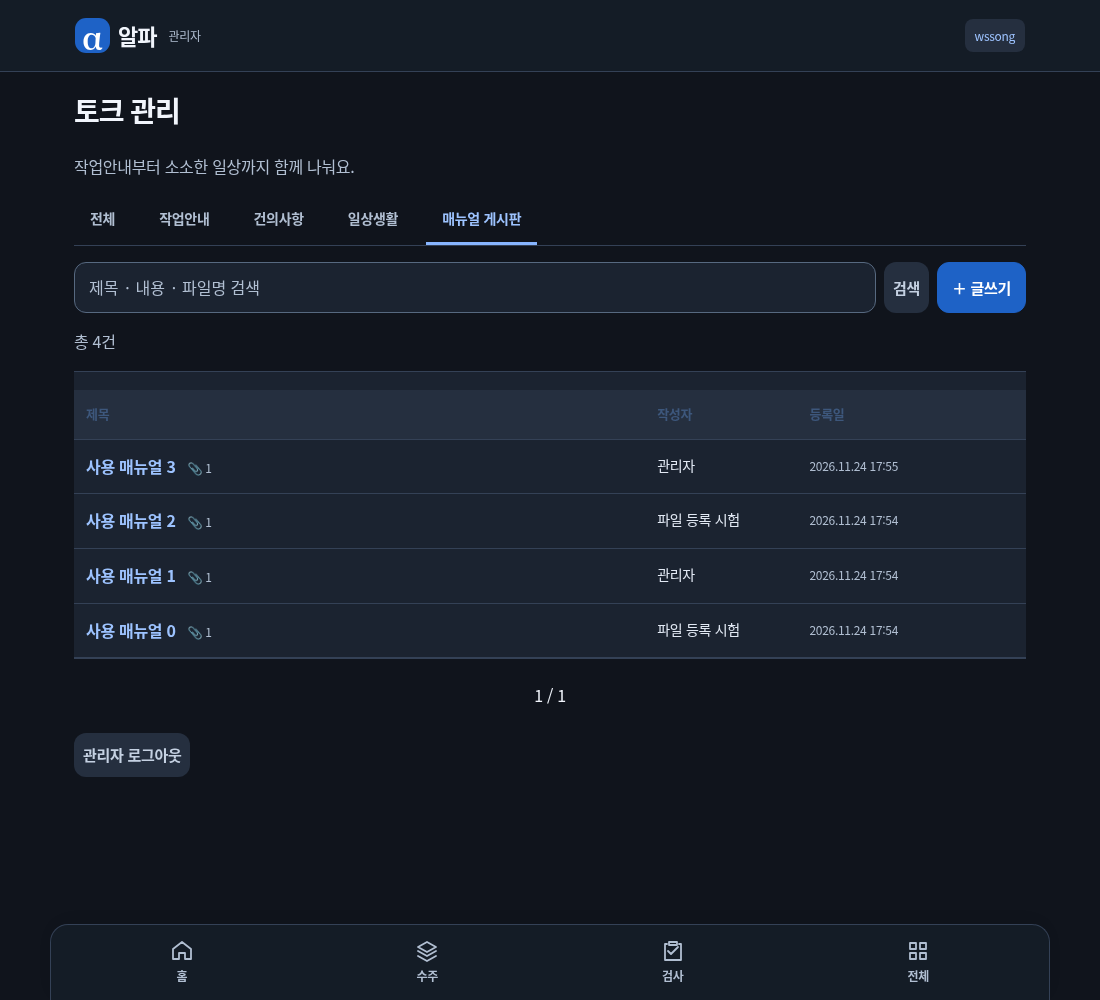 α 알파 관리자 wssong
토크 관리
작업안내부터 소소한 일상까지 함께 나눠요.
전체 작업안내 건의사항 일상생활 매뉴얼 게시판
제목 · 내용 · 파일명 검색 검색 + 글쓰기
총 4건
제목 작성자 등록일
사용 매뉴얼 3 📎 1 관리자 2026.11.24 17:55
사용 매뉴얼 2 📎 1 파일 등록 시험 2026.11.24 17:54
사용 매뉴얼 1 📎 1 관리자 2026.11.24 17:54
사용 매뉴얼 0 📎 1 파일 등록 시험 2026.11.24 17:54
1 / 1
관리자 로그아웃
홈 수주 검사 전체